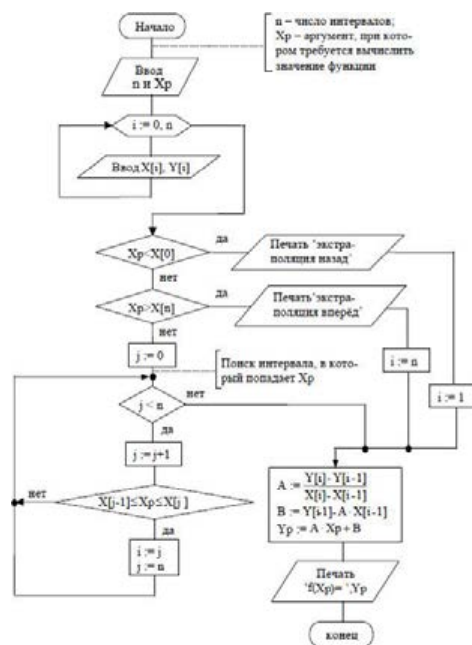 Начало
n – число интервалов;
Xp – аргумент, при кото-
ром требуется вычислить
значение функции
Ввод
n и Xp
i := 0, n
Ввод X[i], Y[i]
Xp<X[0]
да
Печать 'экстра-
поляция назад'
нет
Xp>X[n]
да
Печать 'экстра-
поляция вперёд'
нет
j := 0
Поиск интервала, в кото-
рый попадает Xp
i := n
i := 1
j < n
нет
да
j := j+1
X[j-1]≤Xp≤X[j]
нет
да
i := j
j := n
A := Y[i]-Y[i-1]
X[i]-X[i-1]
B := Y[i-1]-A·X[i-1]
Yp := A·Xp+B
Печать
'f(Xp)= ',Yp
конец